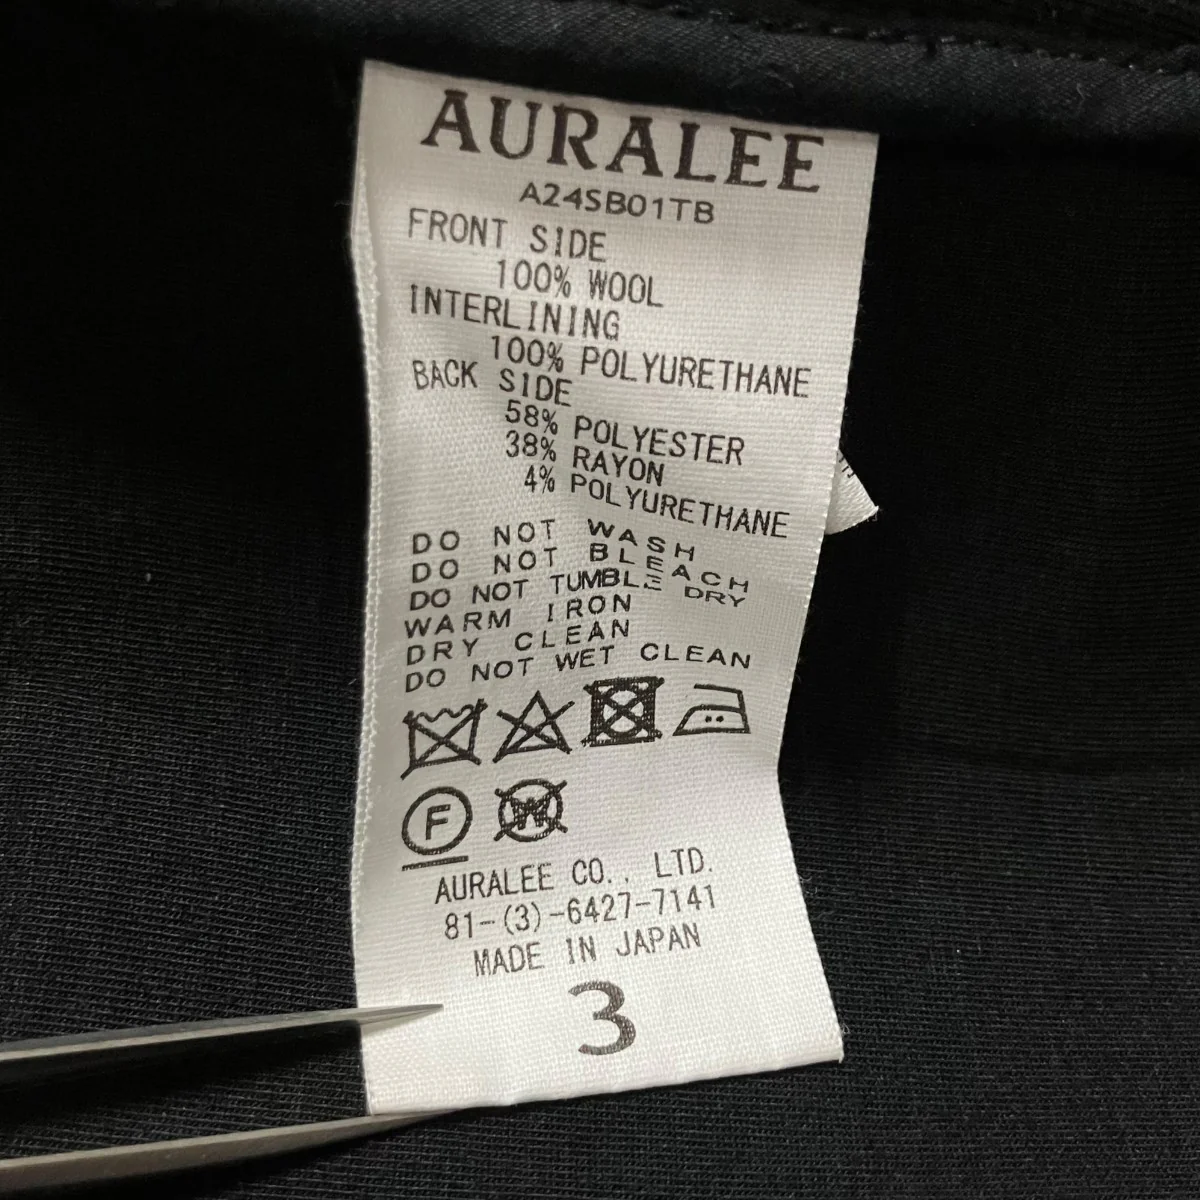 AURALEE
A24SB01TB
FRONT SIDE
100% WOOL
INTERLINING
100% POLYURETHANE
BACK SIDE
58% POLYESTER
38% RAYON
4% POLYURETHANE
DO NOT WASH
DO NOT BLEACH
DO NOT TUMBLE DRY
WARM IRON
DRY CLEAN
DO NOT WET CLEAN
F W
AURALEE CO., LTD.
81-(3)-6427-7141
MADE IN JAPAN
3